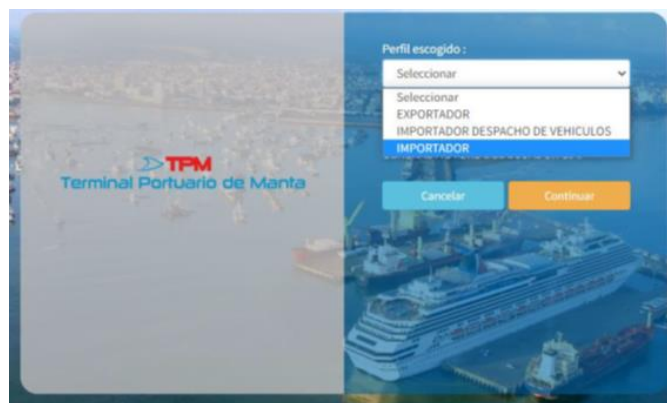 TPM
Terminal Portuario de Manta
Perfil escogido :
Seleccionar
Seleccionar
EXPORTADOR
IMPORTADOR DESPACHO DE VEHICULOS
IMPORTADOR
Cancelar
Continuar